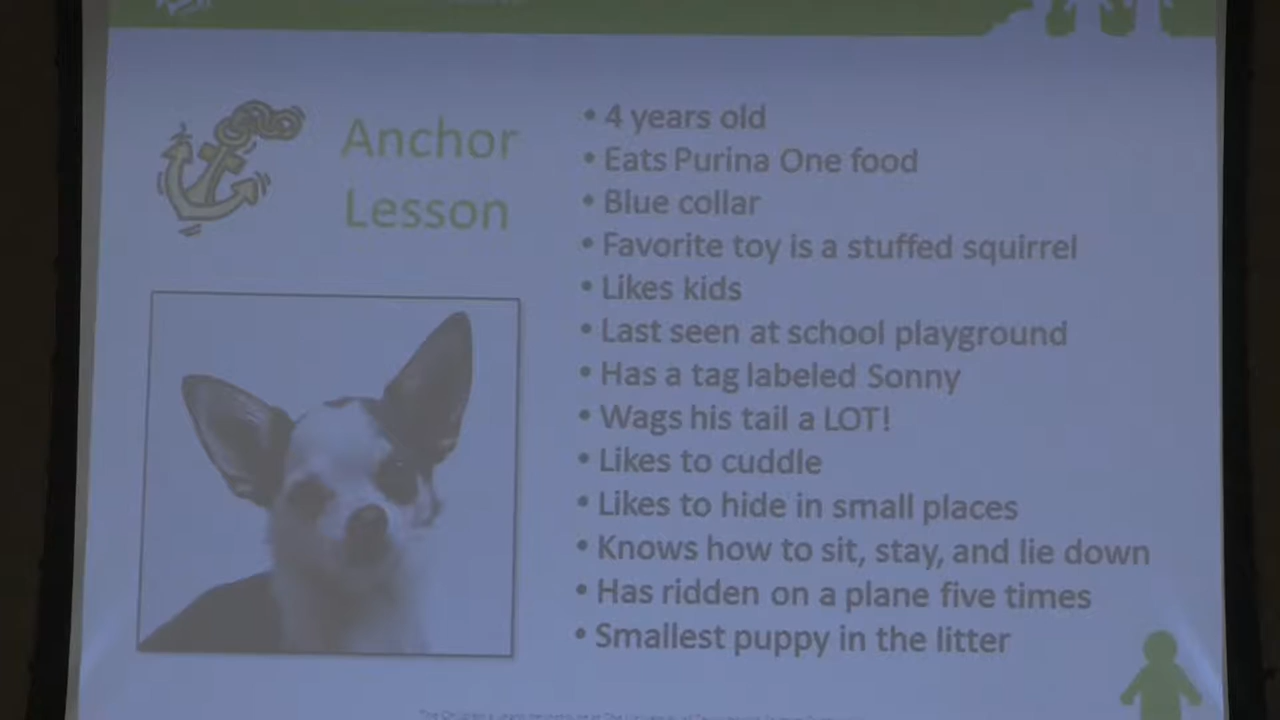 Anchor
Lesson
• 4 years old
• Eats Purina One food
• Blue collar
• Favorite toy is a stuffed squirrel
• Likes kids
• Last seen at school playground
• Has a tag labeled Sonny
• Wags his tail a LOT!
• Likes to cuddle
• Likes to hide in small places
• Knows how to sit, stay, and lie down
• Has ridden on a plane five times
• Smallest puppy in the litter